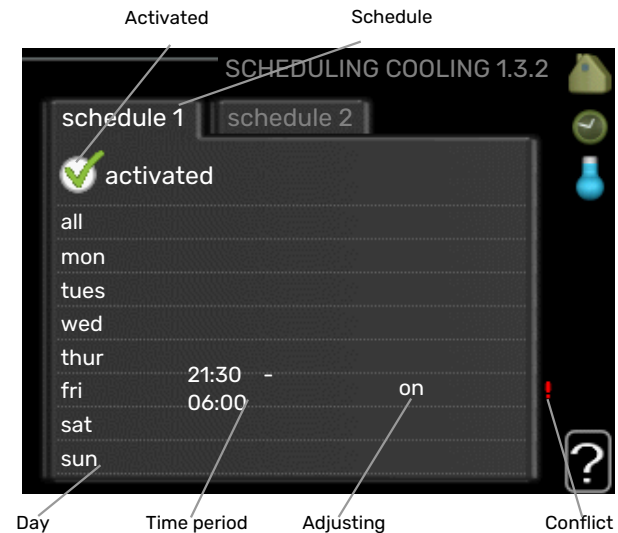 Activated Schedule
SCHEDULING COOLING 1.3.2
schedule 1 schedule 2
activated
all
mon
tues
wed
thur
fri 21:30 - on !
06:00
sat
sun ?
Day Time period Adjusting Conflict